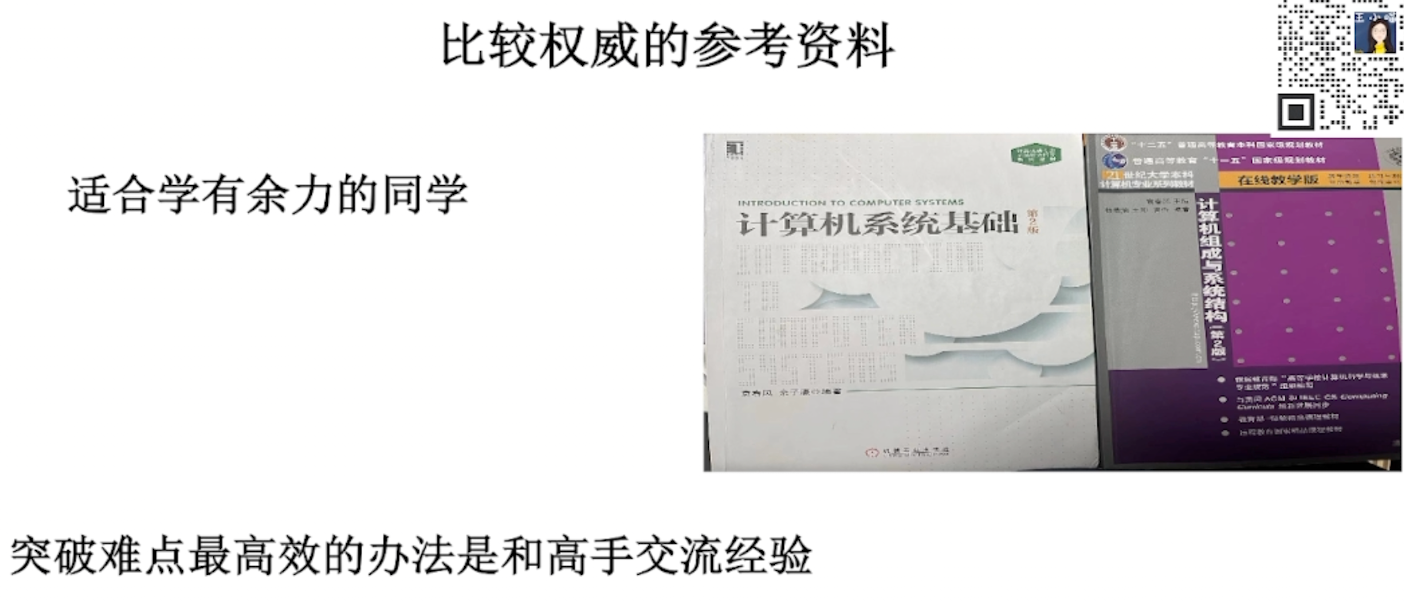 比较权威的参考资料
适合学有余力的同学
INTRODUCTION TO COMPUTER SYSTEMS
计算机系统基础
第2版
袁春风 余子濠 编著
“十二五”普通高等教育本科国家级规划教材
普通高等教育“十一五”国家级规划教材
21世纪大学本科
计算机专业系列教材
在线教学版
计算机组成与系统结构(第2版)
突破难点最高效的办法是和高手交流经验